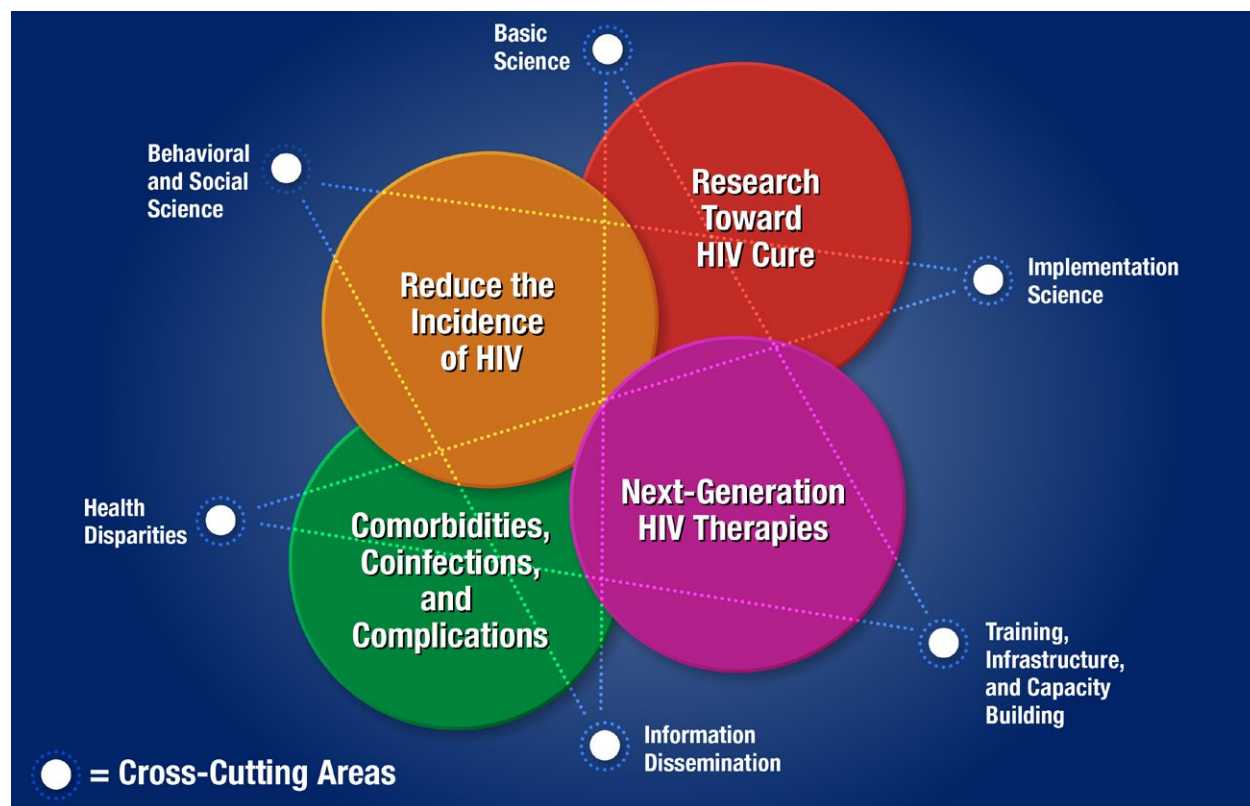 Basic
Science
Behavioral
and Social
Science
Research
Toward
HIV Cure
Implementation
Science
Reduce the
Incidence
of HIV
Health
Disparities
Comorbidities,
Coinfections,
and
Complications
Next-Generation
HIV Therapies
Training,
Infrastructure,
and Capacity
Building
Information
Dissemination
= Cross-Cutting Areas